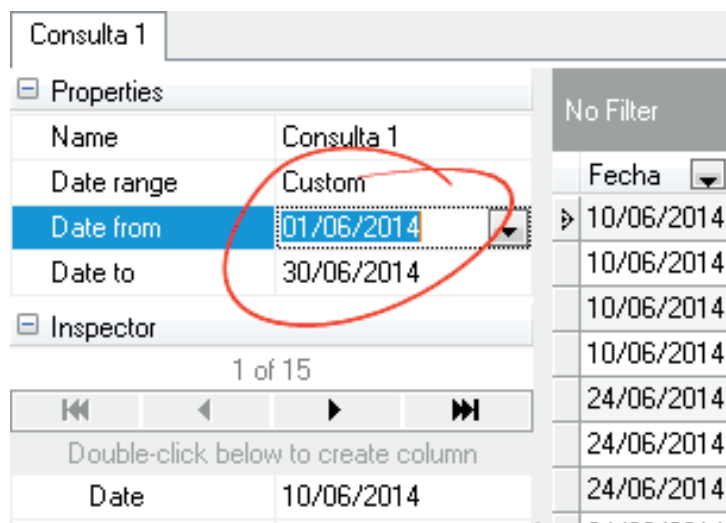 Consulta 1
Properties
Name Consulta 1
Date range Custom
Date from 01/06/2014
Date to 30/06/2014
Inspector
1 of 15
Double-click below to create column
Date 10/06/2014
No Filter
Fecha
10/06/2014
10/06/2014
10/06/2014
10/06/2014
24/06/2014
24/06/2014
24/06/2014